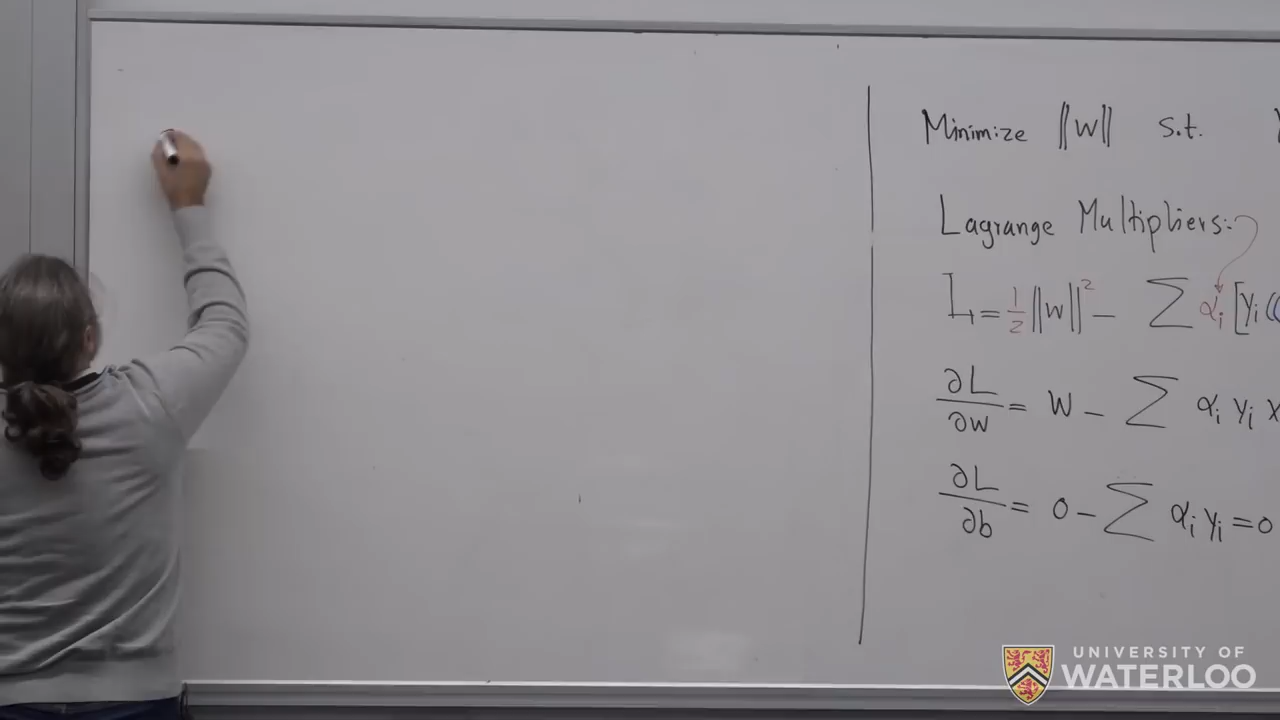 Minimize ||w|| s.t.
Lagrange Multipliers:
L = 1/2 ||w||² - ∑ αi [yi (
∂L/∂w = w - ∑ αi yi x
∂L/∂b = 0 - ∑ αi yi = 0
UNIVERSITY OF
WATERLOO